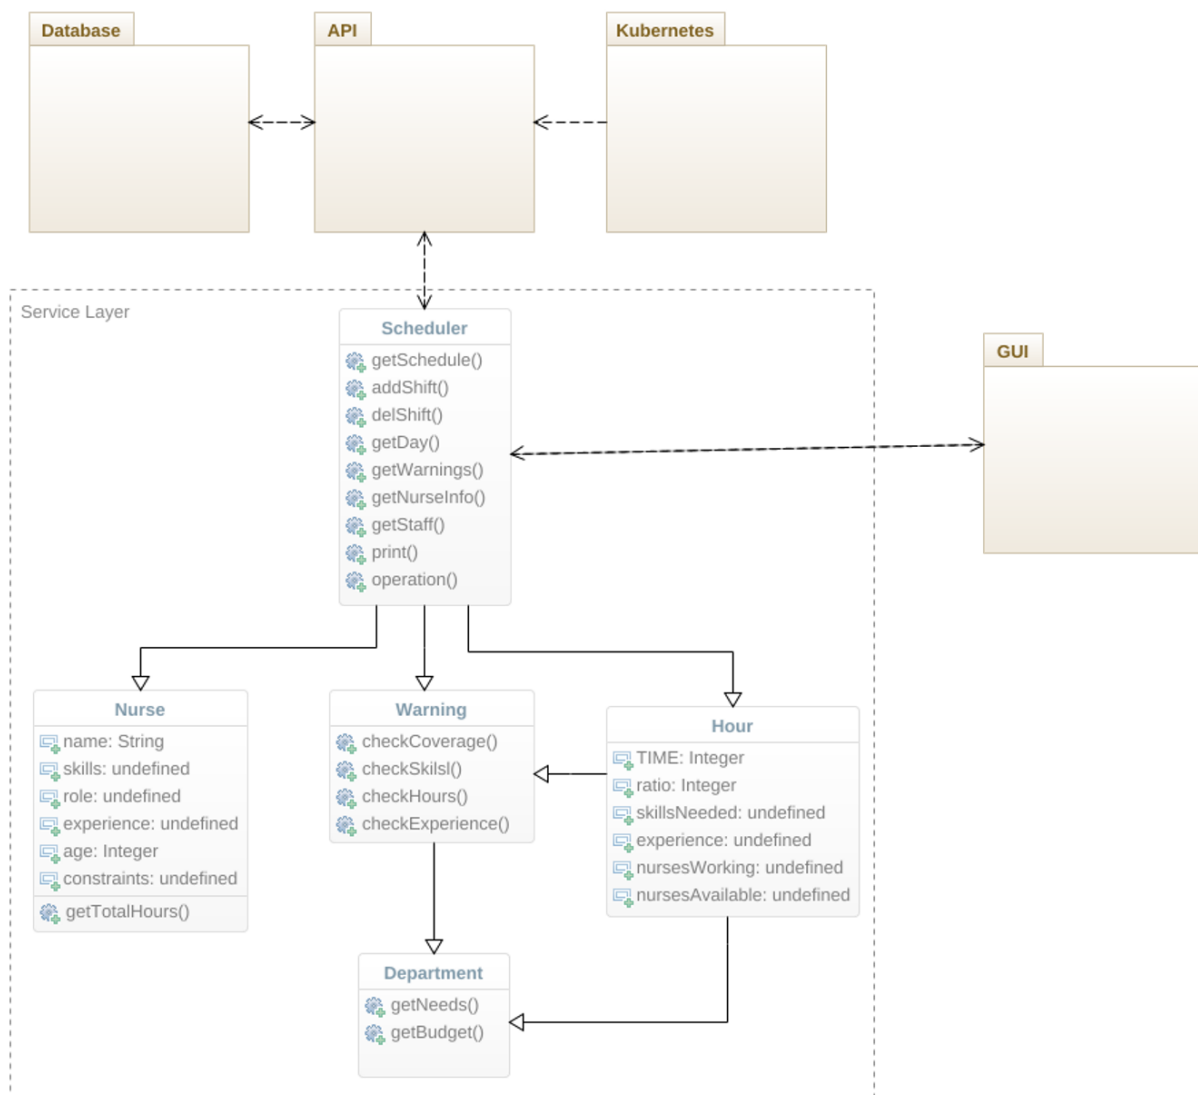 Database
API
Kubernetes
Service Layer
Scheduler
getSchedule()
addShift()
delShift()
getDay()
getWarnings()
getNurseInfo()
getStaff()
print()
operation()
GUI
Nurse
name: String
skills: undefined
role: undefined
experience: undefined
age: Integer
constraints: undefined
getTotalHours()
Warning
checkCoverage()
checkSkilsl()
checkHours()
checkExperience()
Hour
TIME: Integer
ratio: Integer
skillsNeeded: undefined
experience: undefined
nursesWorking: undefined
nursesAvailable: undefined
Department
getNeeds()
getBudget()